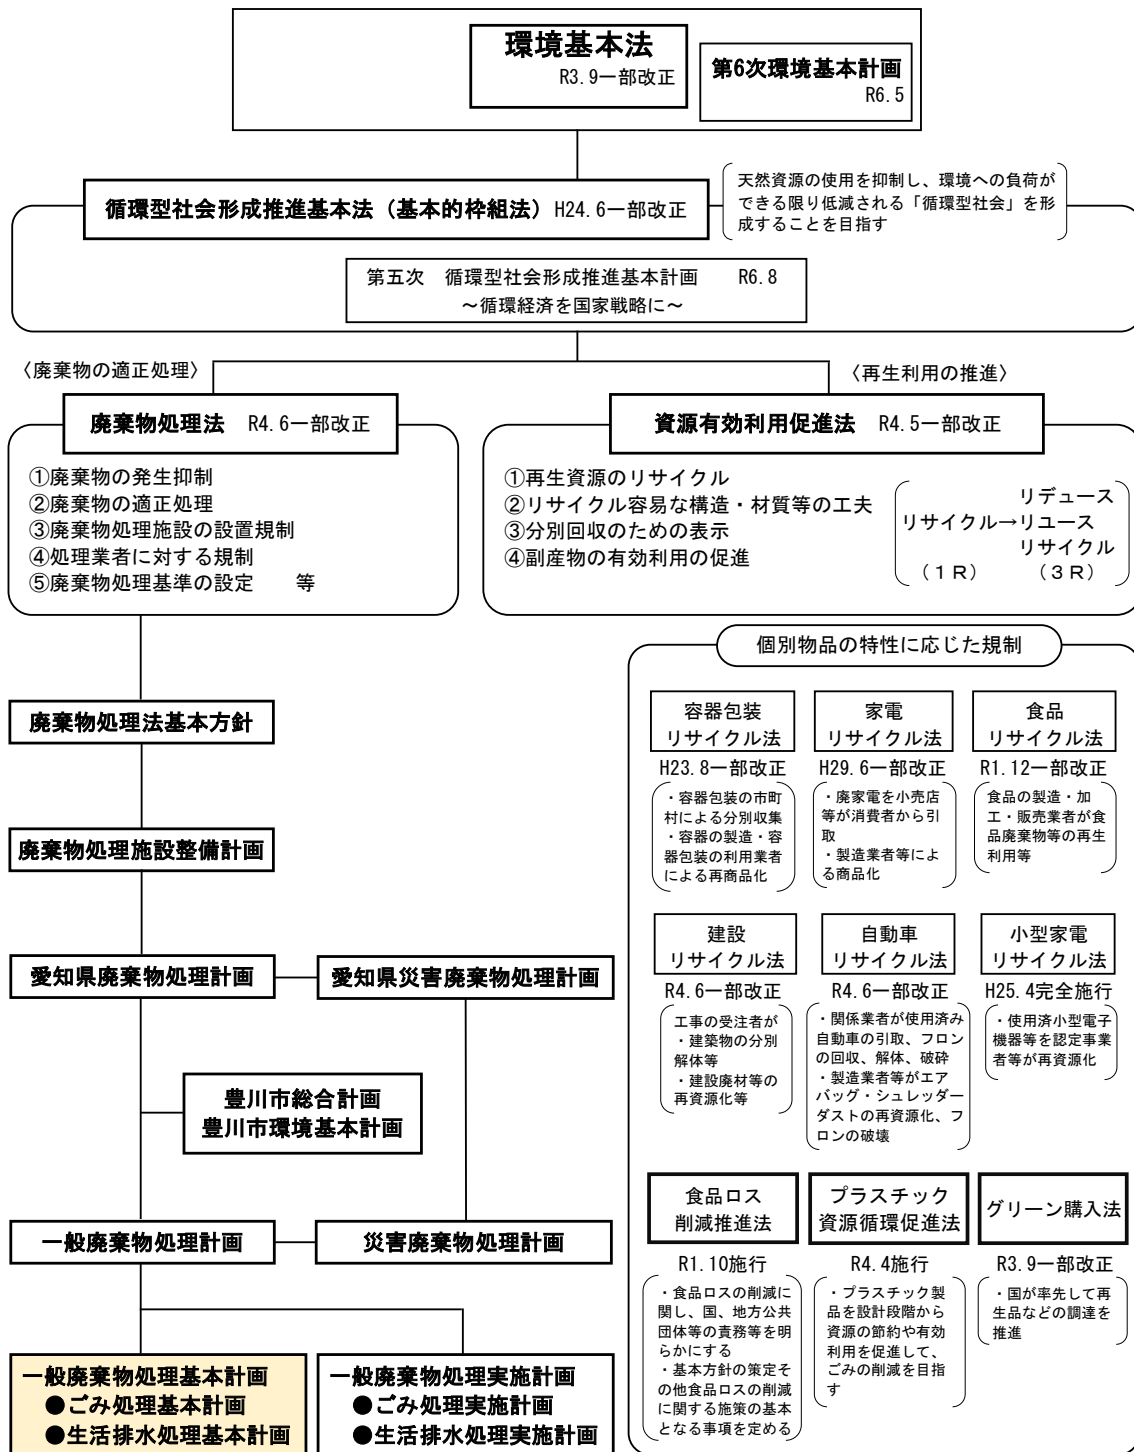 環境基本法
R3.9一部改正
第6次環境基本計画
R6.5
循環型社会形成推進基本法（基本的枠組法）H24.6一部改正
天然資源の使用を抑制し、環境への負荷が
できる限り低減される「循環型社会」を形
成することを目指す
第五次　循環型社会形成推進基本計画　　R6.8
～循環経済を国家戦略に～
〈廃棄物の適正処理〉
〈再生利用の推進〉
廃棄物処理法　R4.6一部改正
①廃棄物の発生抑制
②廃棄物の適正処理
③廃棄物処理施設の設置規制
④処理業者に対する規制
⑤廃棄物処理基準の設定　　等
資源有効利用促進法　R4.5一部改正
①再生資源のリサイクル
②リサイクル容易な構造・材質等の工夫
③分別回収のための表示
④副産物の有効利用の促進
リデュース
リサイクル→リユース
リサイクル
（１Ｒ）　（３Ｒ）
廃棄物処理法基本方針
廃棄物処理施設整備計画
愛知県廃棄物処理計画
愛知県災害廃棄物処理計画
豊川市総合計画
豊川市環境基本計画
一般廃棄物処理計画
災害廃棄物処理計画
一般廃棄物処理基本計画
●ごみ処理基本計画
●生活排水処理基本計画
一般廃棄物処理実施計画
●ごみ処理実施計画
●生活排水処理実施計画
個別物品の特性に応じた規制
容器包装
リサイクル法
H23.8一部改正
・容器包装の市町
村による分別収集
・容器の製造・容
器包装の利用業者
による再商品化
家電
リサイクル法
H29.6一部改正
・廃家電を小売店
等が消費者から引
取
・製造業者等によ
る商品化
食品
リサイクル法
R1.12一部改正
食品の製造・加
工・販売業者が食
品廃棄物等の再生
利用等
建設
リサイクル法
R4.6一部改正
工事の受注者が
・建築物の分別
解体等
・建設廃材等の
再資源化等
自動車
リサイクル法
R4.6一部改正
・関係業者が使用済み
自動車の引取、フロン
の回収、解体、破砕
・製造業者等がエア
バッグ・シュレッダー
ダストの再資源化、フ
ロンの破壊
小型家電
リサイクル法
H25.4完全施行
・使用済小型電子
機器等を認定事業
者等が再資源化
食品ロス
削減推進法
R1.10施行
・食品ロスの削減に
関し、国、地方公共
団体等の責務等を明
らかにする
・基本方針の策定そ
の他食品ロスの削減
に関する施策の基本
となる事項を定める
プラスチック
資源循環促進法
R4.4施行
・プラスチック製
品を設計段階から
資源の節約や有効
利用を促進して、
ごみの削減を目指
す
グリーン購入法
R3.9一部改正
・国が率先して再
生品などの調達を
推進